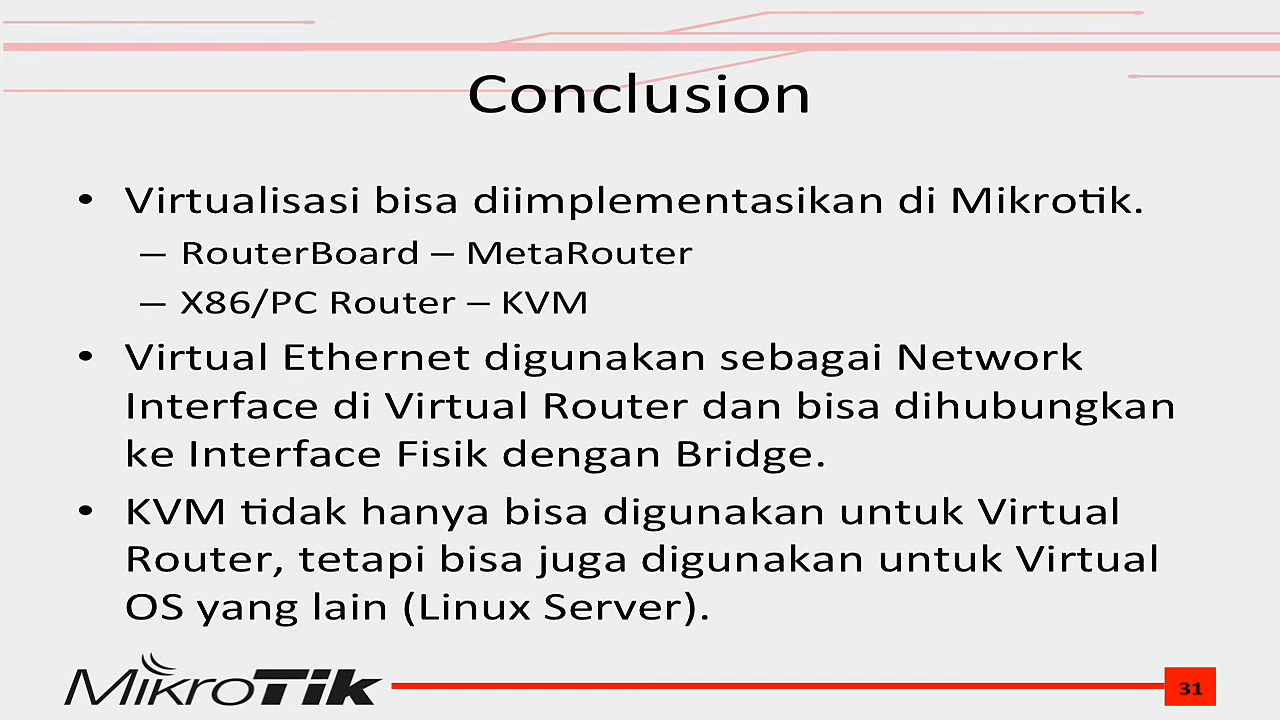 Conclusion
• Virtualisasi bisa diimplementasikan di Mikrotik.
– RouterBoard – MetaRouter
– X86/PC Router – KVM
• Virtual Ethernet digunakan sebagai Network
Interface di Virtual Router dan bisa dihubungkan
ke Interface Fisik dengan Bridge.
• KVM tidak hanya bisa digunakan untuk Virtual
Router, tetapi bisa juga digunakan untuk Virtual
OS yang lain (Linux Server).
MikroTik
31